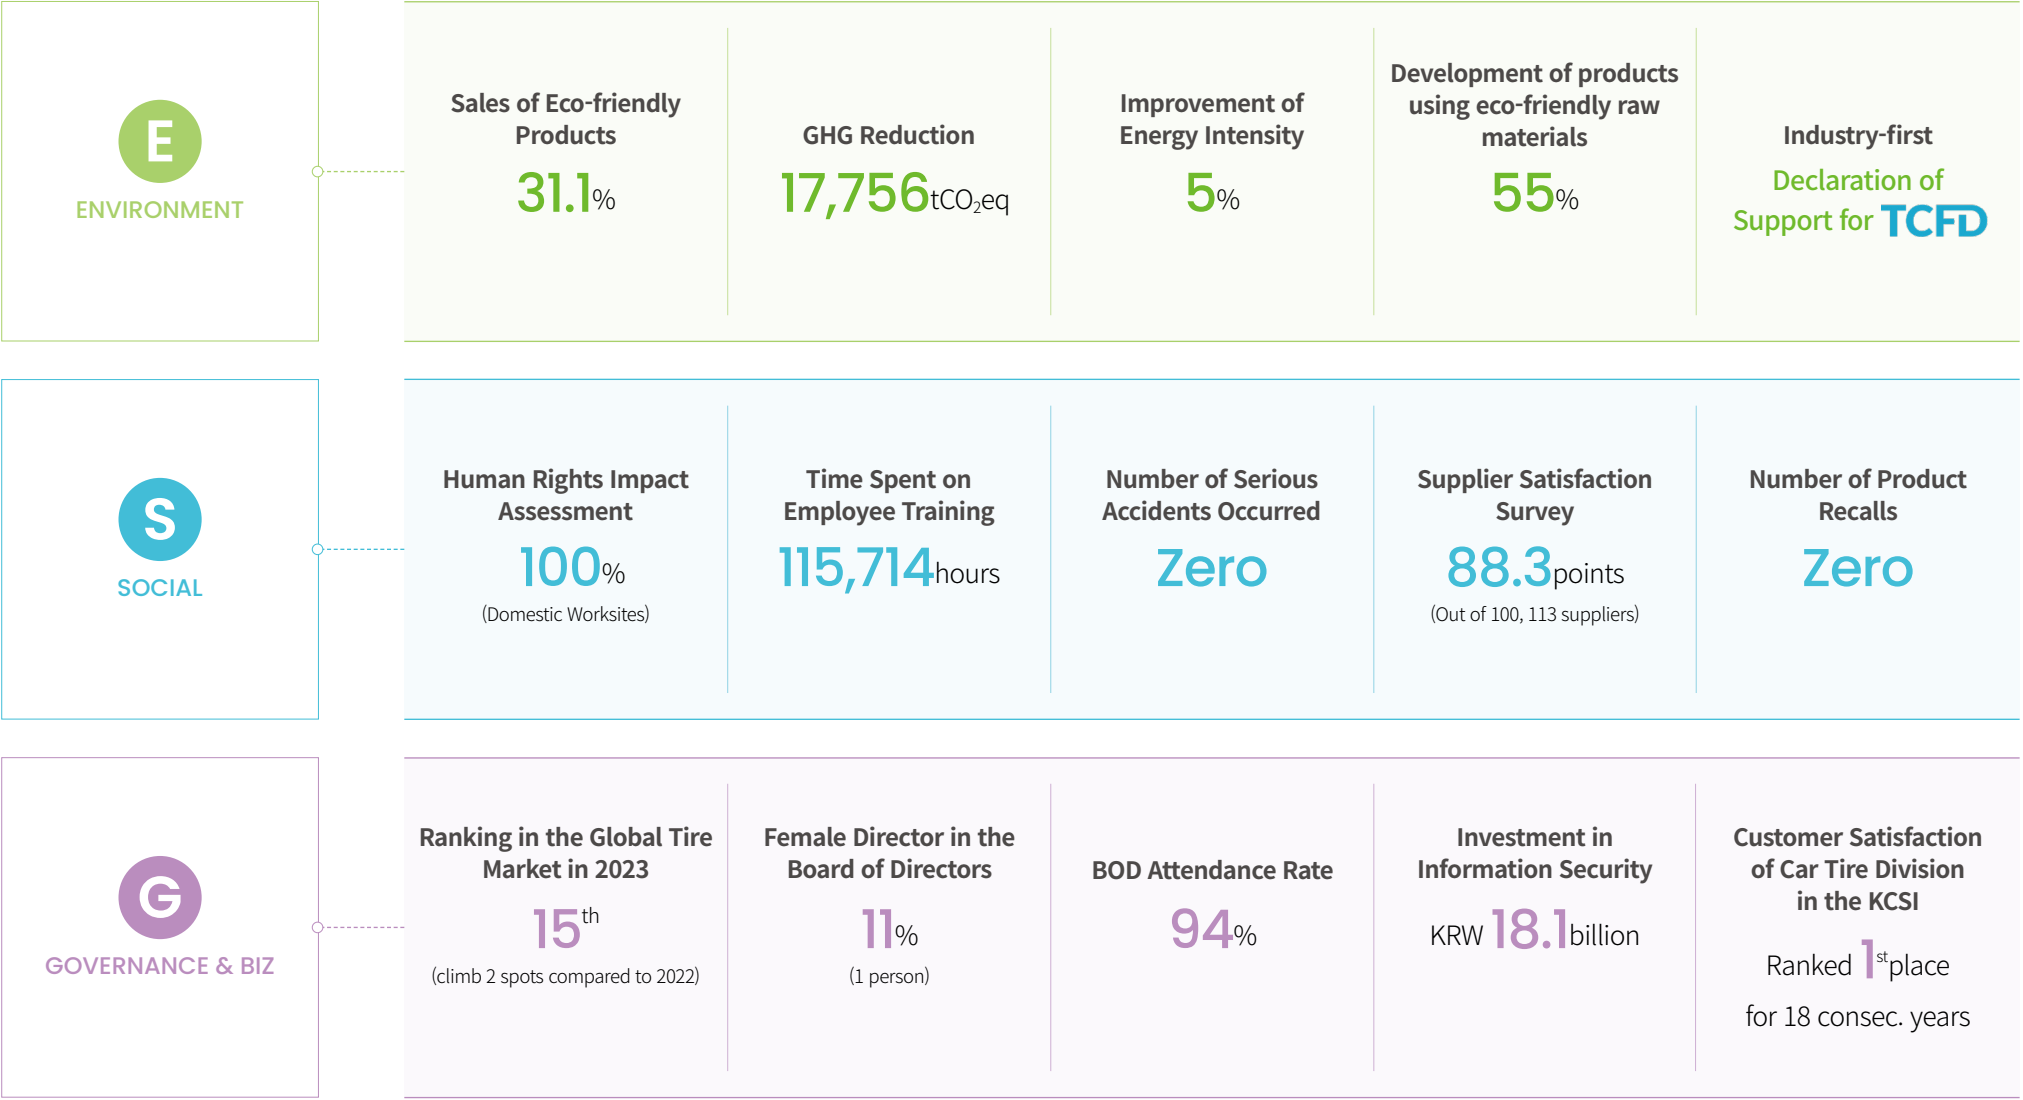 E
ENVIRONMENT
Sales of Eco-friendly
Products
31.1%
GHG Reduction
17,756tCO₂eq
Improvement of
Energy Intensity
5%
Development of products
using eco-friendly raw
materials
55%
Industry-first
Declaration of
Support for TCFD
S
SOCIAL
Human Rights Impact
Assessment
100%
(Domestic Worksites)
Time Spent on
Employee Training
115,714hours
Number of Serious
Accidents Occurred
Zero
Supplier Satisfaction
Survey
88.3points
(Out of 100, 113 suppliers)
Number of Product
Recalls
Zero
G
GOVERNANCE & BIZ
Ranking in the Global Tire
Market in 2023
15th
(climb 2 spots compared to 2022)
Female Director in the
Board of Directors
11%
(1 person)
BOD Attendance Rate
94%
Investment in
Information Security
KRW 18.1billion
Customer Satisfaction
of Car Tire Division
in the KCSI
Ranked 1st place
for 18 consec. years